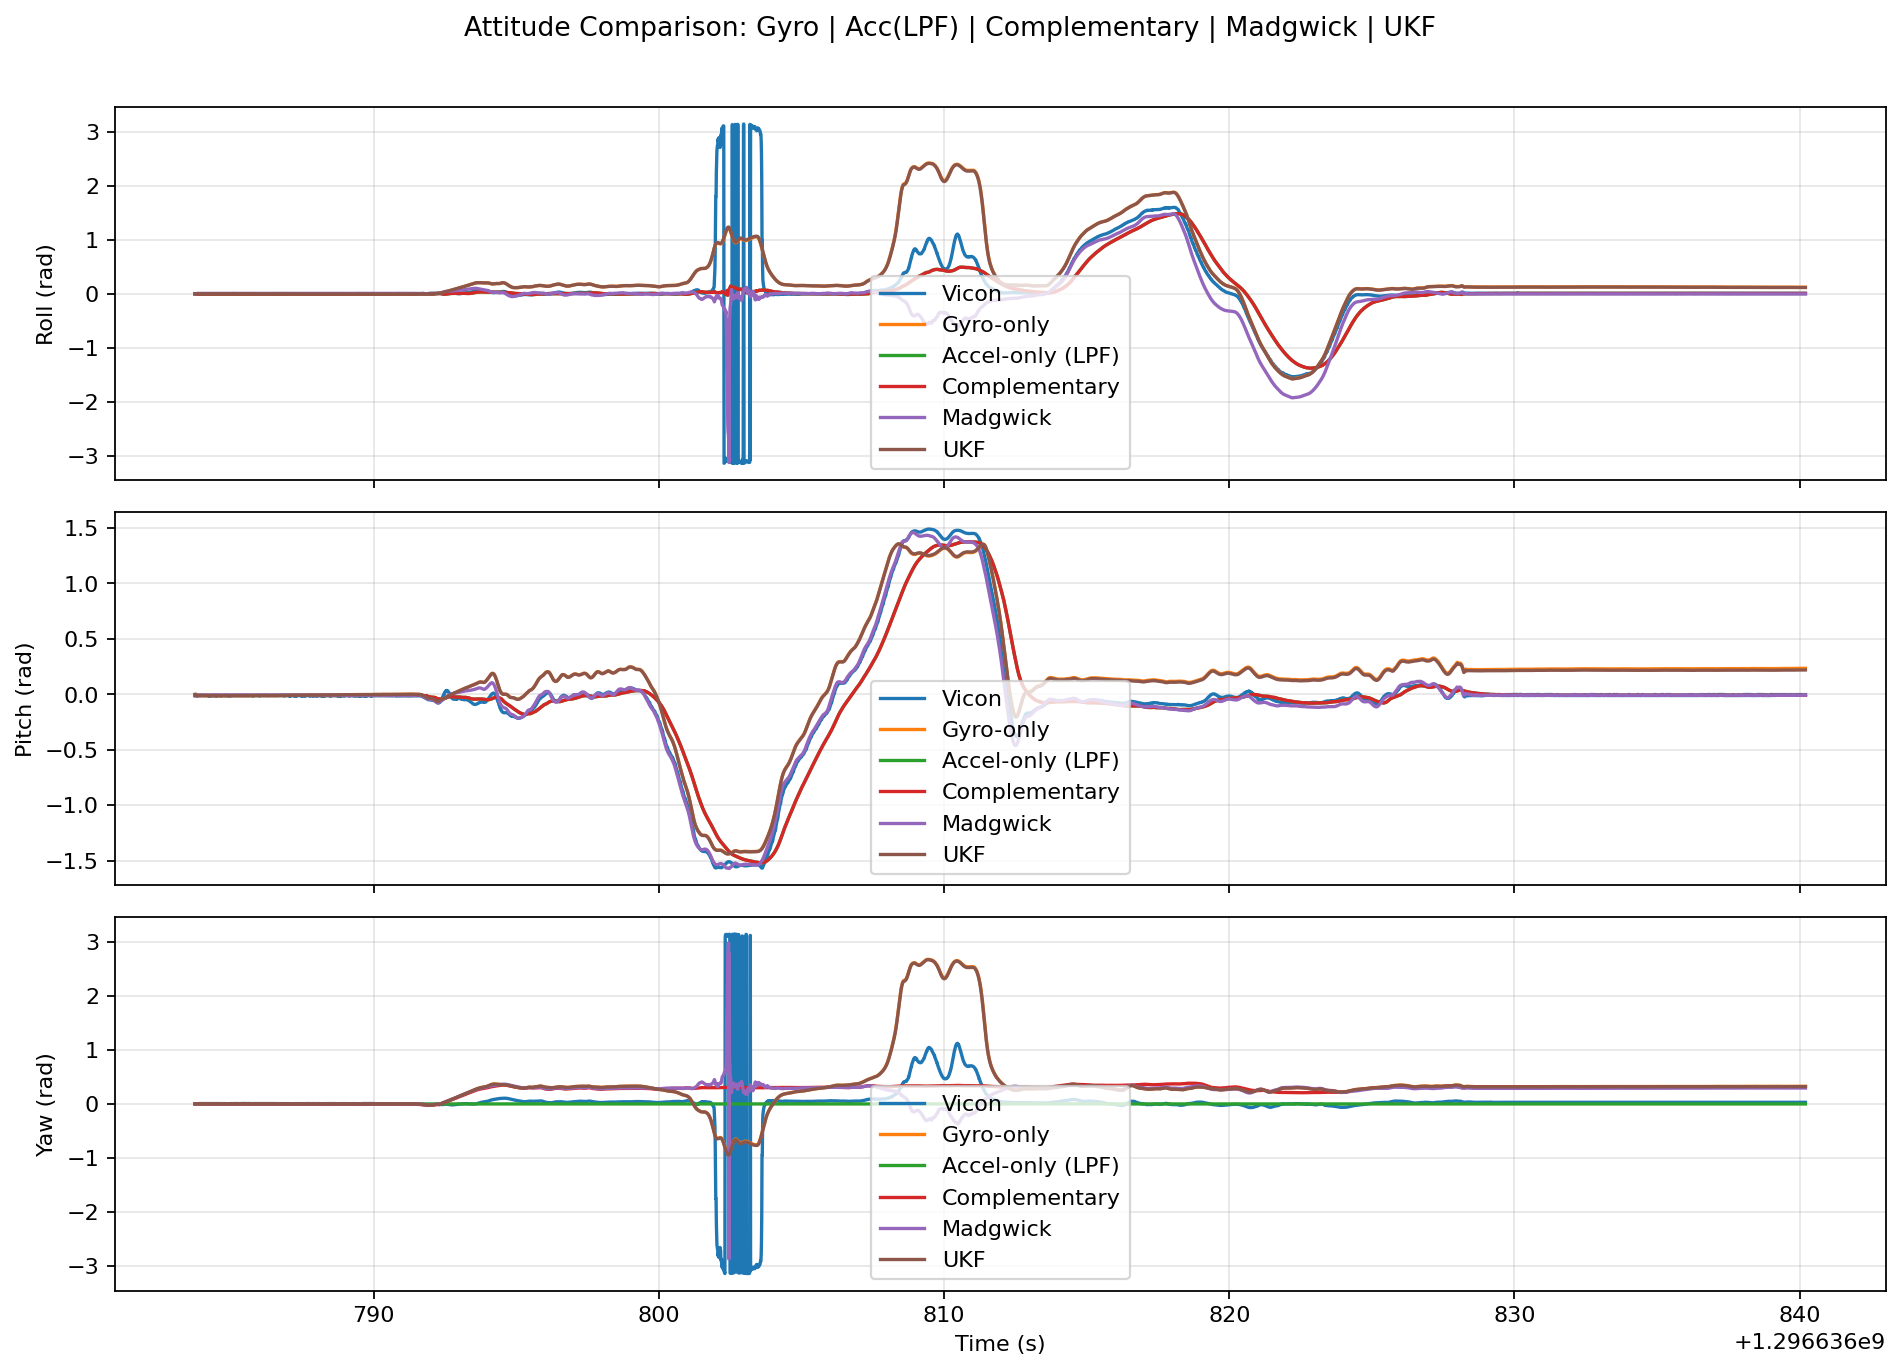 Attitude Comparison: Gyro | Acc(LPF) | Complementary | Madgwick | UKF
3
2
1
0
−1
−2
−3
Roll (rad)
Vicon
Gyro-only
Accel-only (LPF)
Complementary
Madgwick
UKF
1.5
1.0
0.5
0.0
−0.5
−1.0
−1.5
Pitch (rad)
Vicon
Gyro-only
Accel-only (LPF)
Complementary
Madgwick
UKF
3
2
1
0
−1
−2
−3
Yaw (rad)
Vicon
Gyro-only
Accel-only (LPF)
Complementary
Madgwick
UKF
790 800 810 820 830 840
Time (s)
+1.296636e9